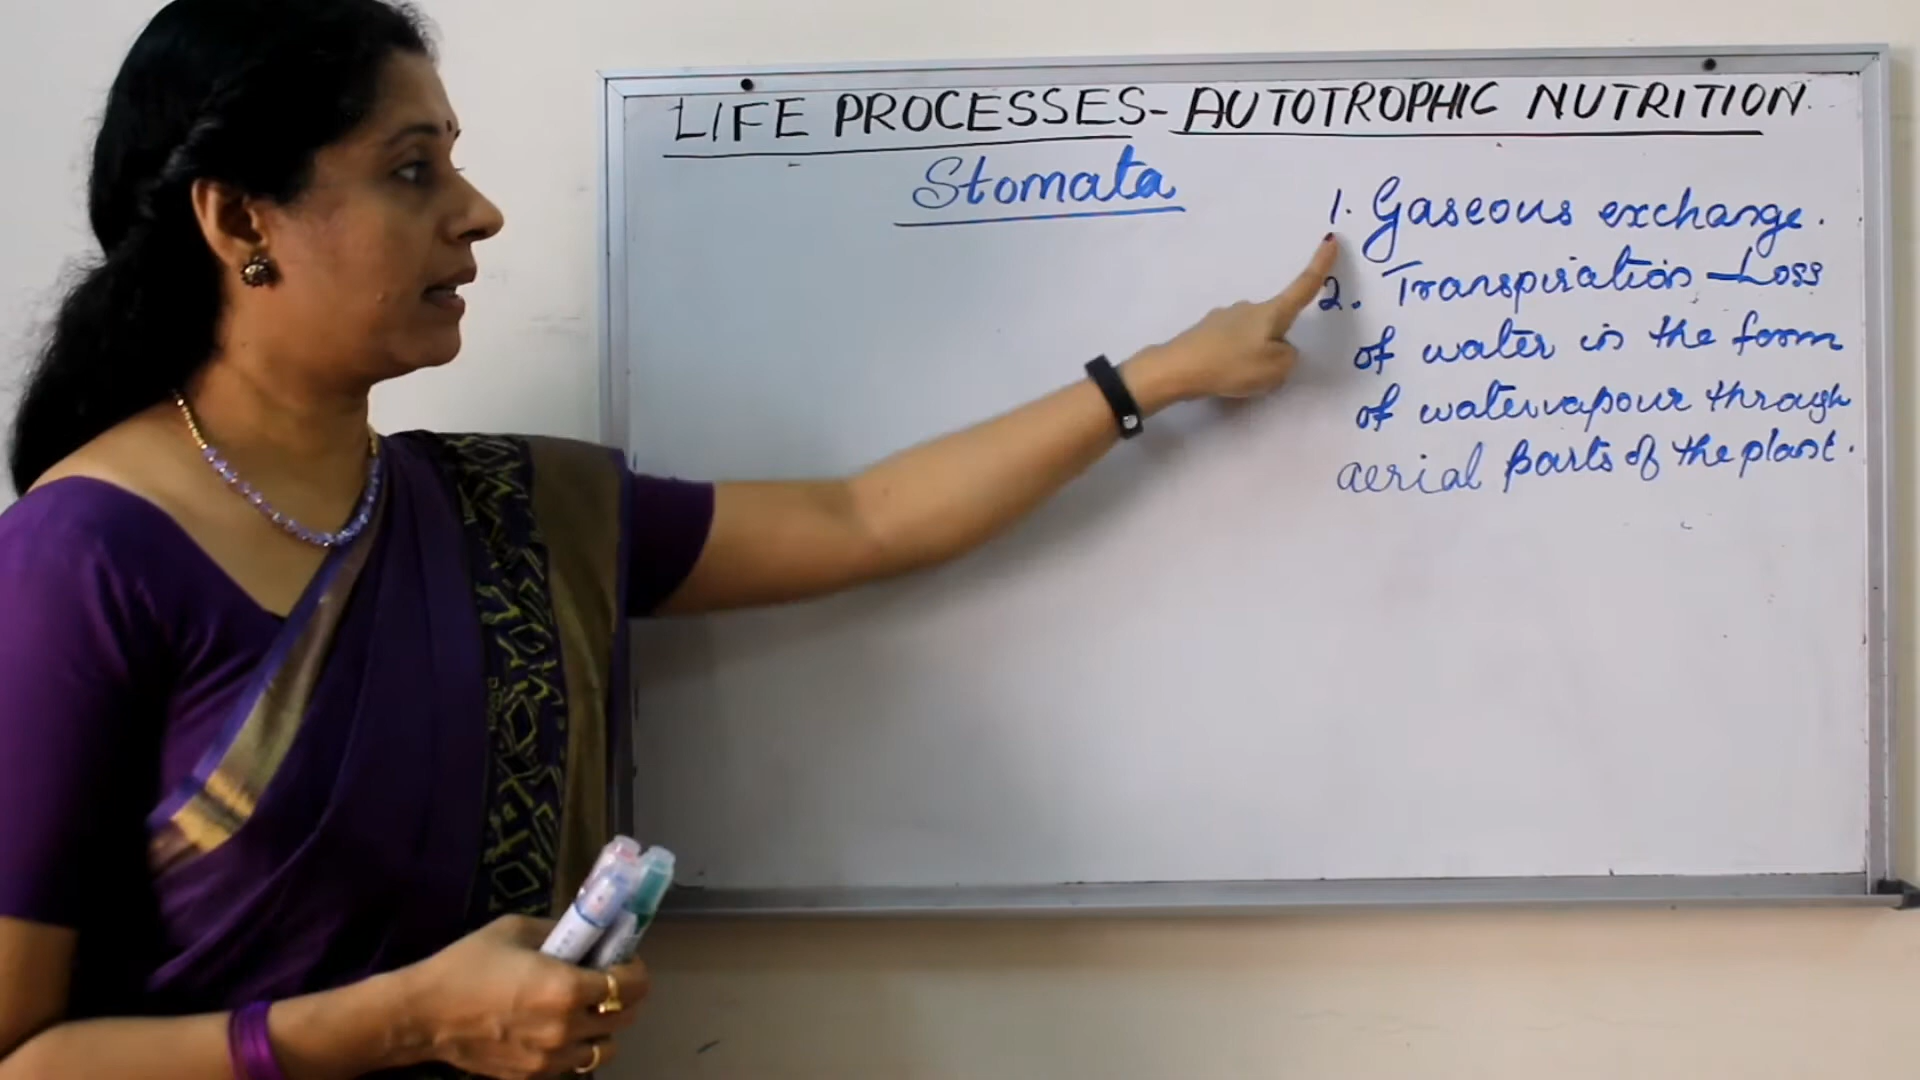 LIFE PROCESSES- AUTOTROPHIC NUTRITION.
Stomata
1. Gaseous exchange.
2. Transpiration - Loss
of water in the form
of watervapour through
aerial parts of the plant.